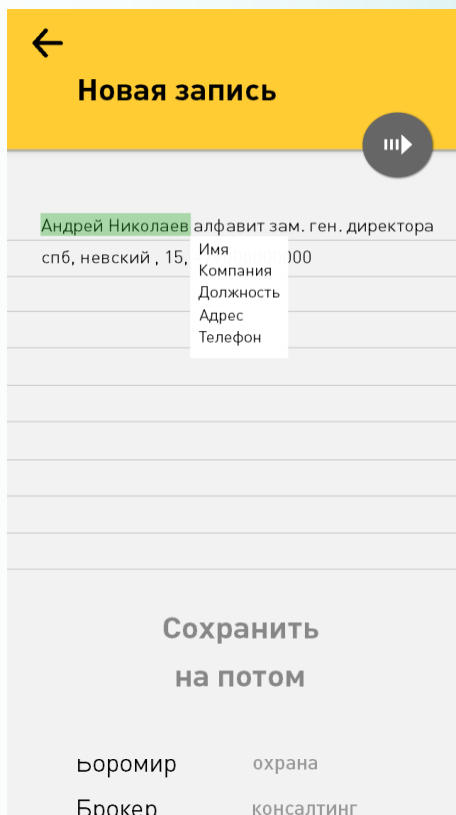 Новая запись
Андрей Николаев алфавит зам. ген. директора
спб, невский , 15,
Имя
Компания
Должность
Адрес
Телефон
Сохранить
на потом
Боромир охрана
Брокер консалтинг